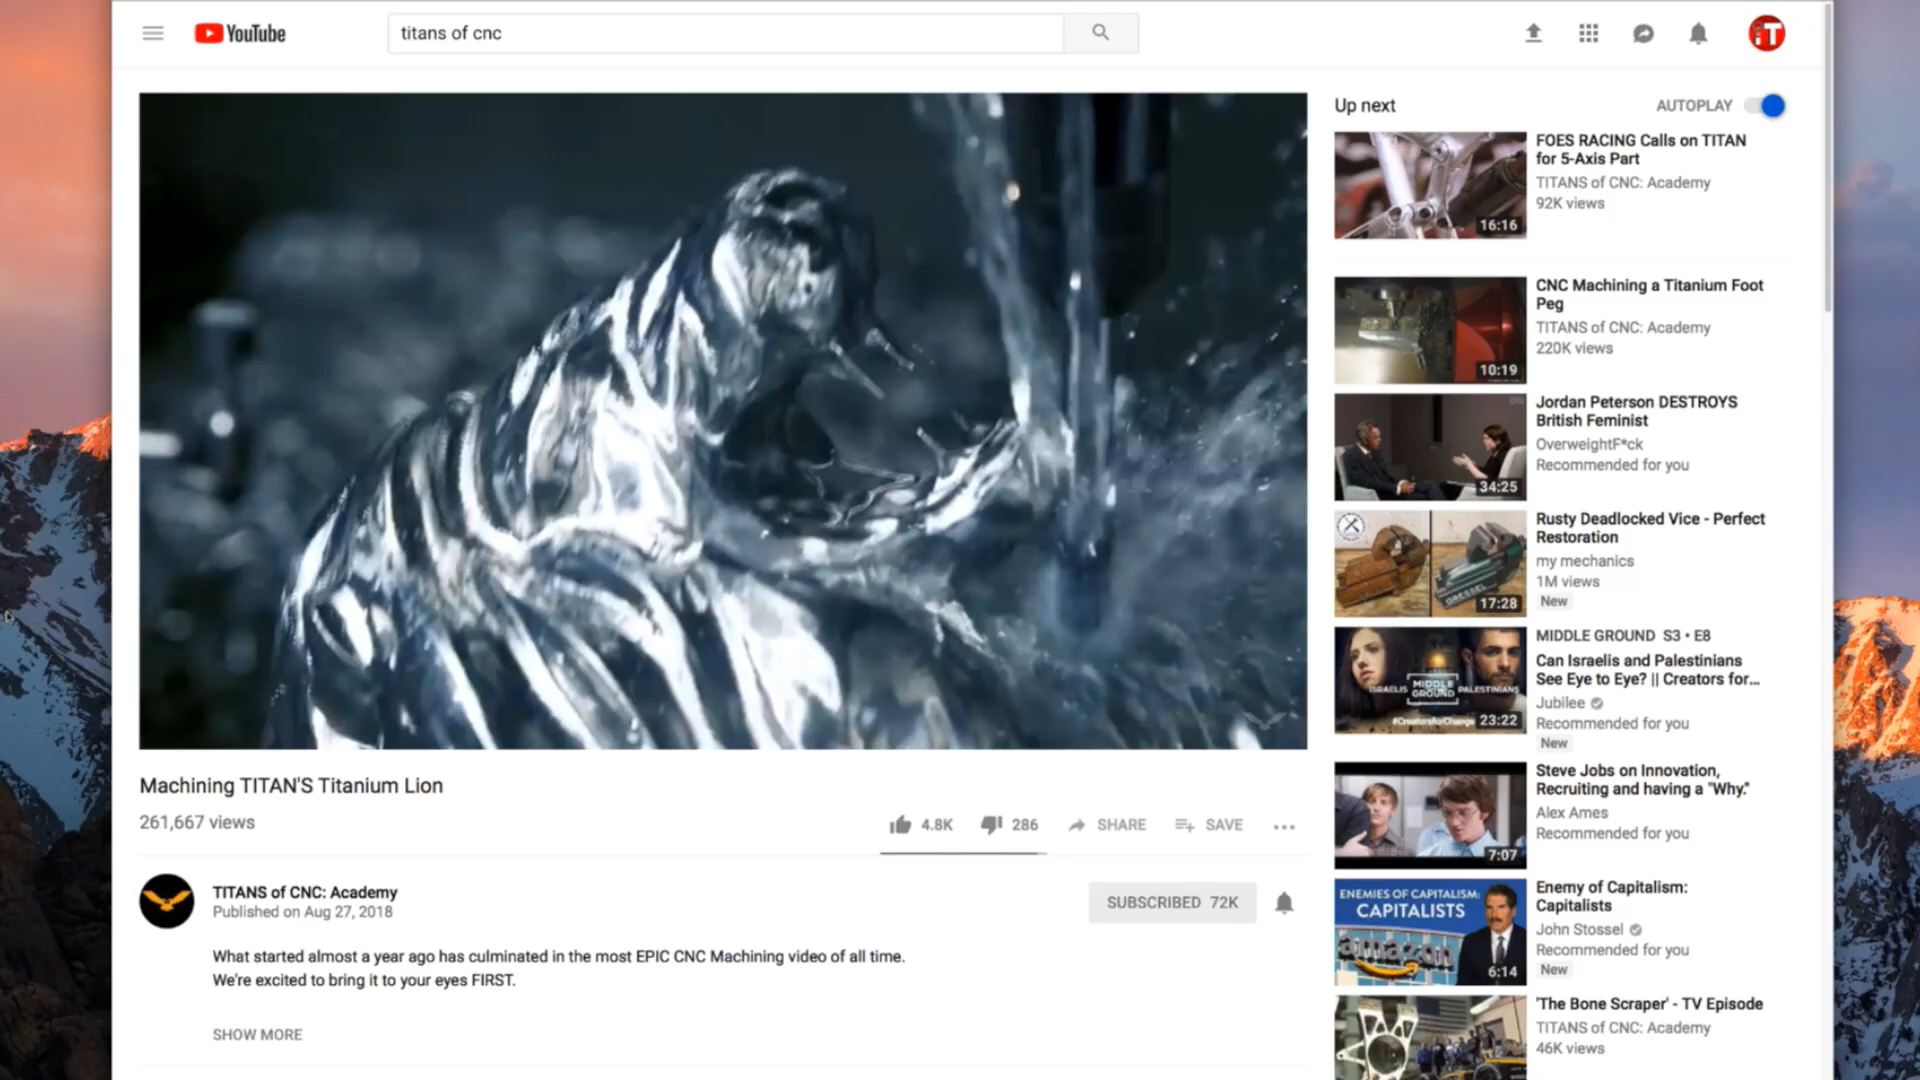 YouTube
titans of cnc
iT
Up next
AUTOPLAY
FOES RACING Calls on TITAN
for 5-Axis Part
TITANS of CNC: Academy
92K views
16:16
CNC Machining a Titanium Foot
Peg
TITANS of CNC: Academy
220K views
10:19
Jordan Peterson DESTROYS
British Feminist
OverweightF*ck
Recommended for you
34:25
Rusty Deadlocked Vice - Perfect
Restoration
my mechanics
1M views
New
GRESSEL
17:28
MIDDLE GROUND S3 • E8
Can Israelis and Palestinians
See Eye to Eye? || Creators for...
Jubilee
Recommended for you
New
ISRAELIS MIDDLE GROUND PALESTINIANS
#CreatorsforChange
23:22
Steve Jobs on Innovation,
Recruiting and having a "Why."
Alex Ames
Recommended for you
7:07
Enemy of Capitalism:
Capitalists
John Stossel
Recommended for you
New
ENEMIES OF CAPITALISM:
CAPITALISTS
amazon
6:14
'The Bone Scraper' - TV Episode
TITANS of CNC: Academy
46K views
Machining TITAN'S Titanium Lion
261,667 views
4.8K 286 SHARE SAVE
TITANS of CNC: Academy
Published on Aug 27, 2018
SUBSCRIBED 72K
What started almost a year ago has culminated in the most EPIC CNC Machining video of all time.
We're excited to bring it to your eyes FIRST.
SHOW MORE